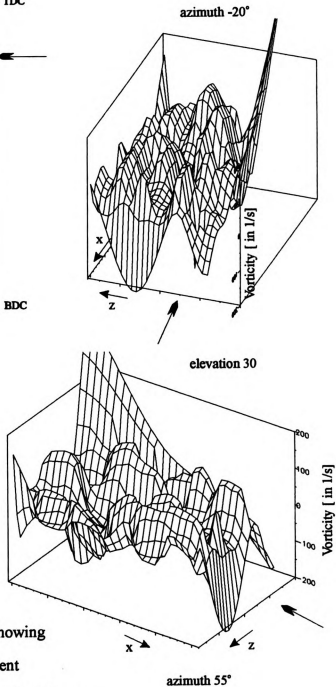 azimuth -20°
x
z
Vorticity [ in 1/s]
BDC
elevation 30
200
100
0
100
200
Vorticity [ in 1/s]
x
z
howing
ent
azimuth 55°